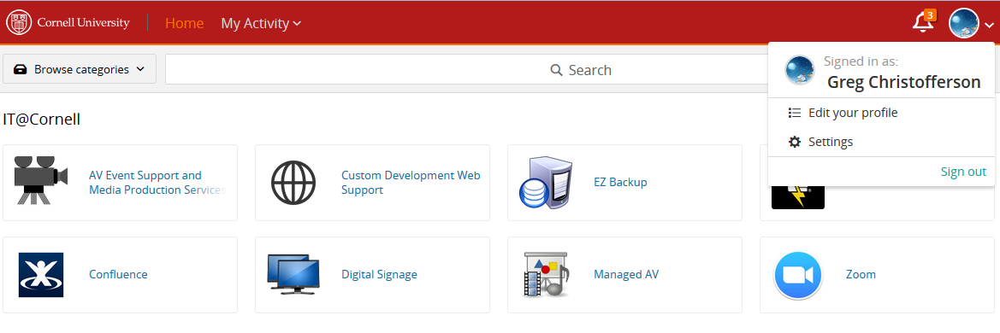 Cornell University
Home
My Activity
3
Signed in as:
Greg Christofferson
Browse categories
Search
Edit your profile
Settings
Sign out
IT@Cornell
AV Event Support and
Media Production Services
Custom Development Web
Support
EZ Backup
Confluence
Digital Signage
Managed AV
Zoom